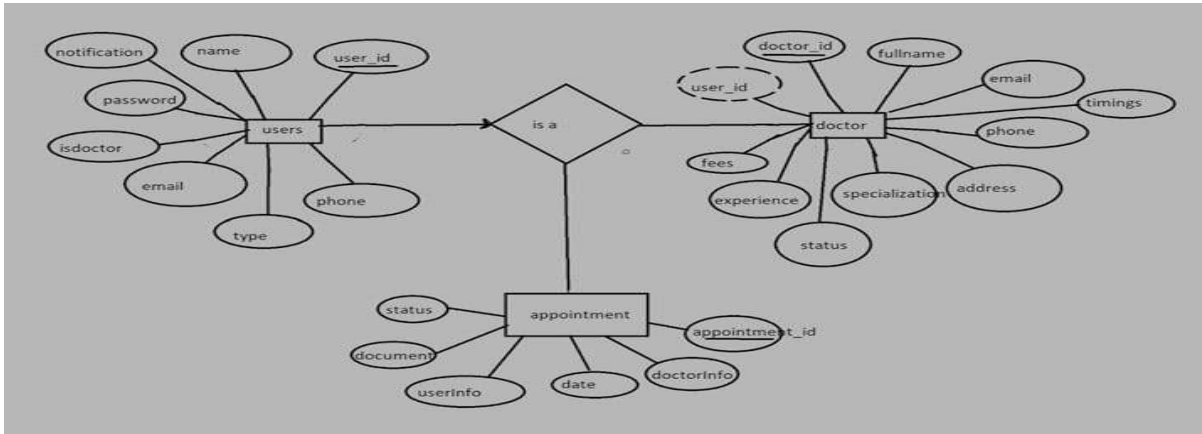 notification
name
user_id
password
users
isdoctor
email
type
phone
is a
doctor_id
fullname
user_id
email
timings
doctor
phone
fees
experience
specialization
address
status
appointment
status
appointment_id
document
userInfo
date
doctorInfo